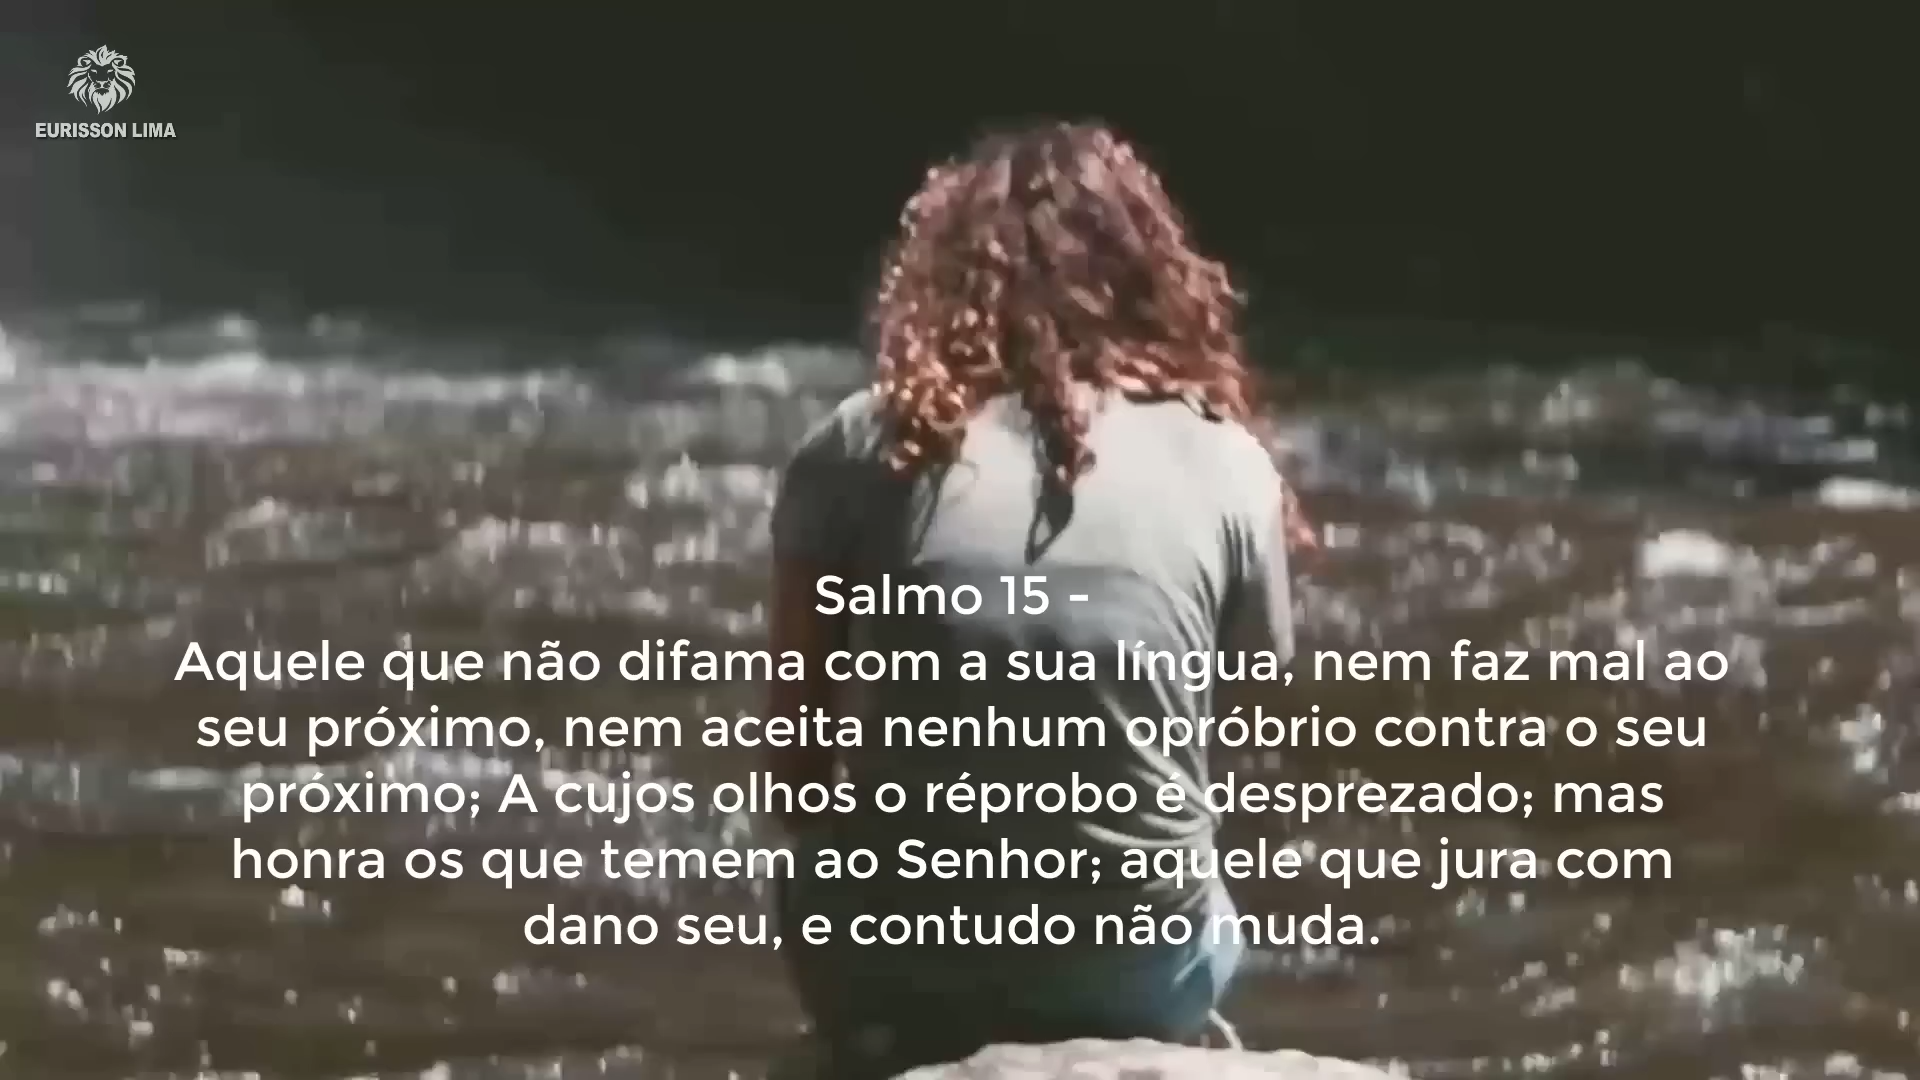 EURISSON LIMA
Salmo 15 -
Aquele que não difama com a sua língua, nem faz mal ao
seu próximo, nem aceita nenhum opróbrio contra o seu
próximo; A cujos olhos o réprobo é desprezado; mas
honra os que temem ao Senhor; aquele que jura com
dano seu, e contudo não muda.